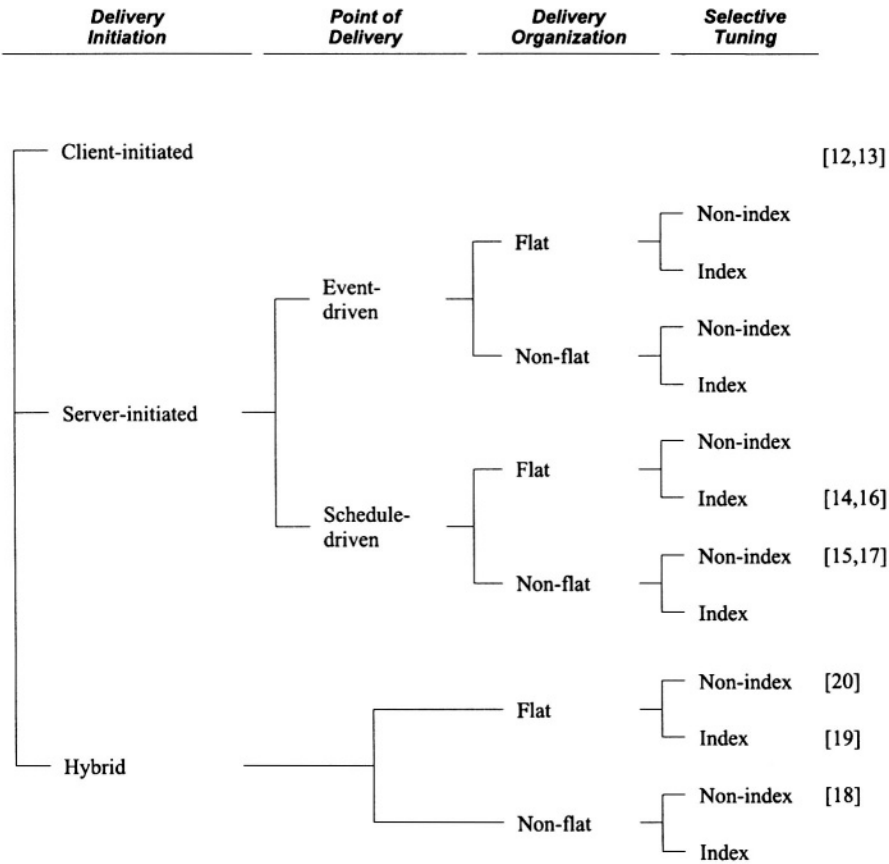 Delivery Initiation
Point of Delivery
Delivery Organization
Selective Tuning
Client-initiated
[12,13]
Non-index
Flat
Index
Event-
driven
Non-index
Non-flat
Index
Server-initiated
Non-index
Flat
Index [14,16]
Schedule-
driven
Non-index [15,17]
Non-flat
Index
Non-index [20]
Flat
Index [19]
Hybrid
Non-index [18]
Non-flat
Index